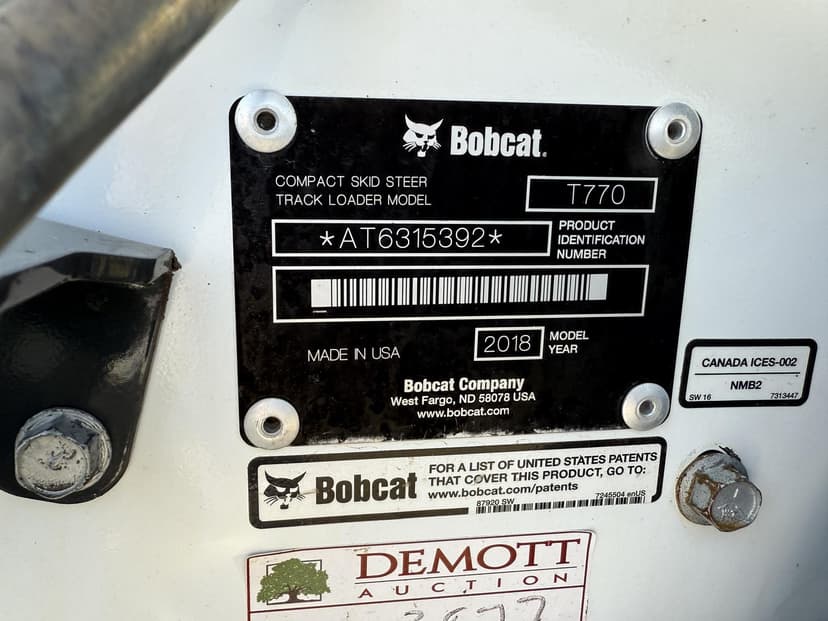 Bobcat.
COMPACT SKID STEER
TRACK LOADER MODEL
T770
*AT6315392*
PRODUCT
IDENTIFICATION
NUMBER
MADE IN USA
2018
MODEL
YEAR
Bobcat Company
West Fargo, ND 58078 USA
www.bobcat.com
CANADA ICES-002
NMB2
SW 16 7313447
Bobcat
FOR A LIST OF UNITED STATES PATENTS
THAT COVER THIS PRODUCT, GO TO:
www.bobcat.com/patents
87920 SW 7245504 enUS
DEMOTT
AUCTION